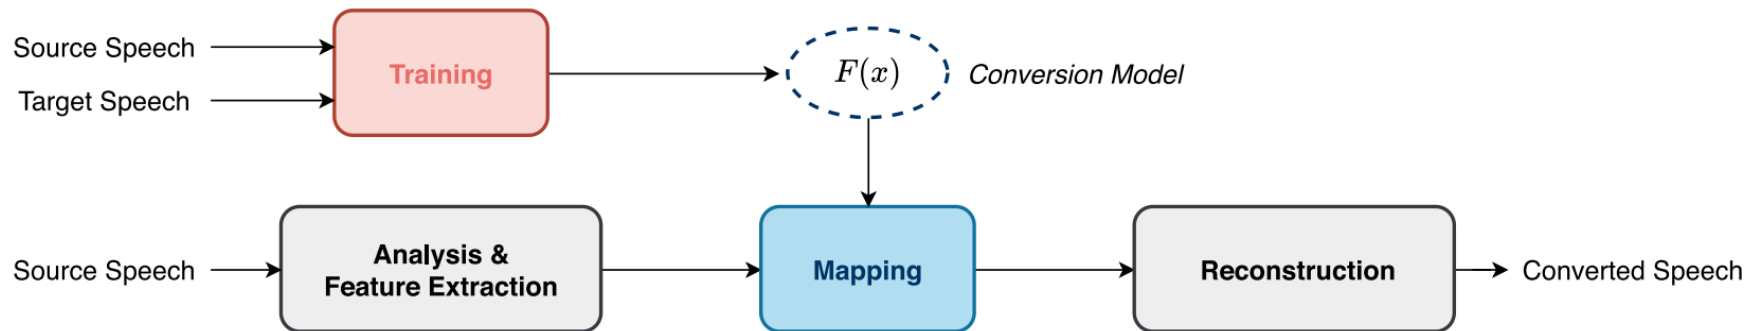 Source Speech
Target Speech
Training
F(x)
Conversion Model
Source Speech
Analysis &
Feature Extraction
Mapping
Reconstruction
Converted Speech